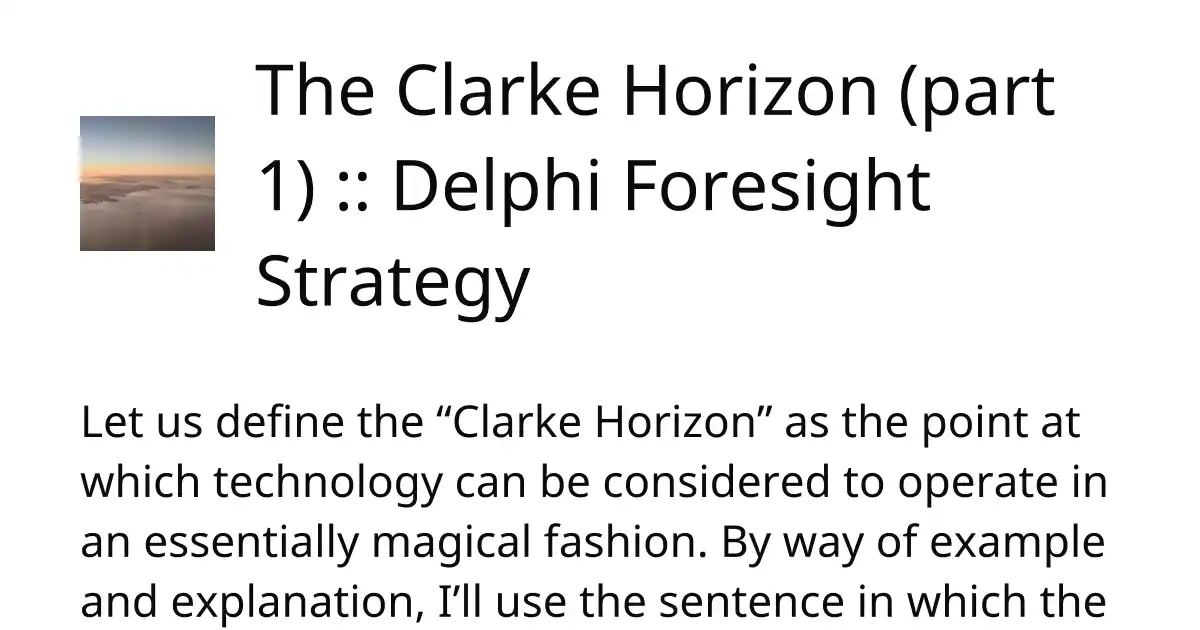 The Clarke Horizon (part
1) :: Delphi Foresight
Strategy
Let us define the “Clarke Horizon” as the point at
which technology can be considered to operate in
an essentially magical fashion. By way of example
and explanation, I’ll use the sentence in which the